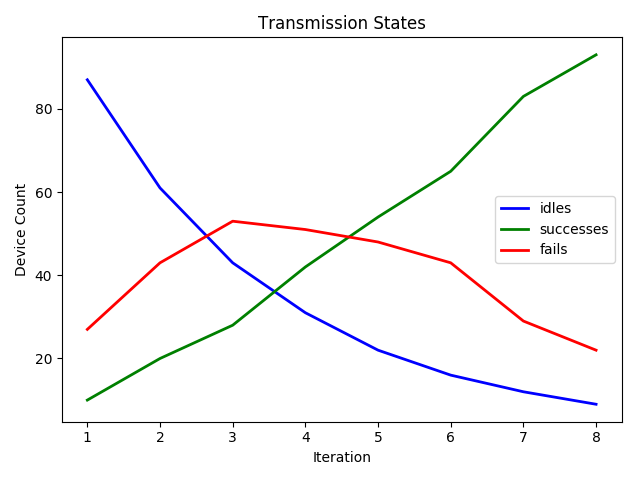 Transmission States
Device Count
80
60
40
20
idles
successes
fails
1 2 3 4 5 6 7 8
Iteration